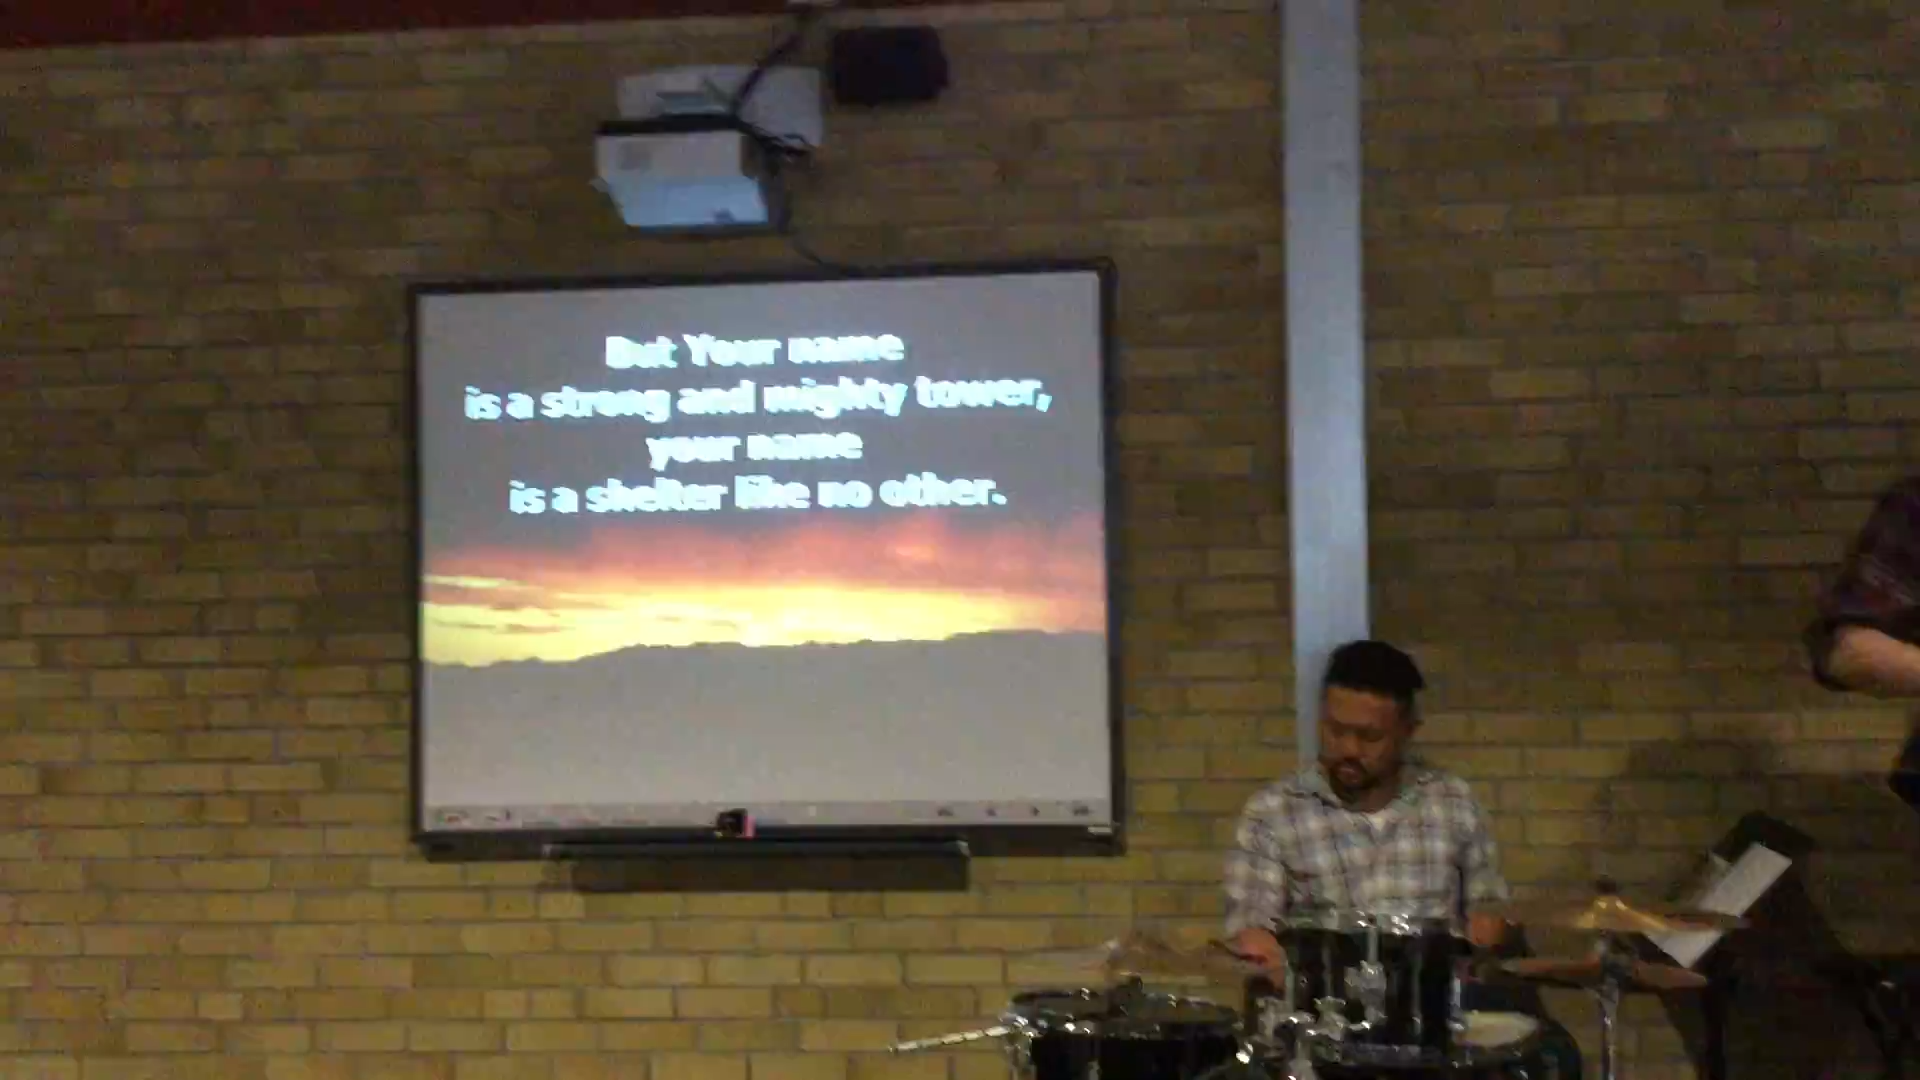 But Your name
is a strong and mighty tower,
your name
is a shelter like no other.